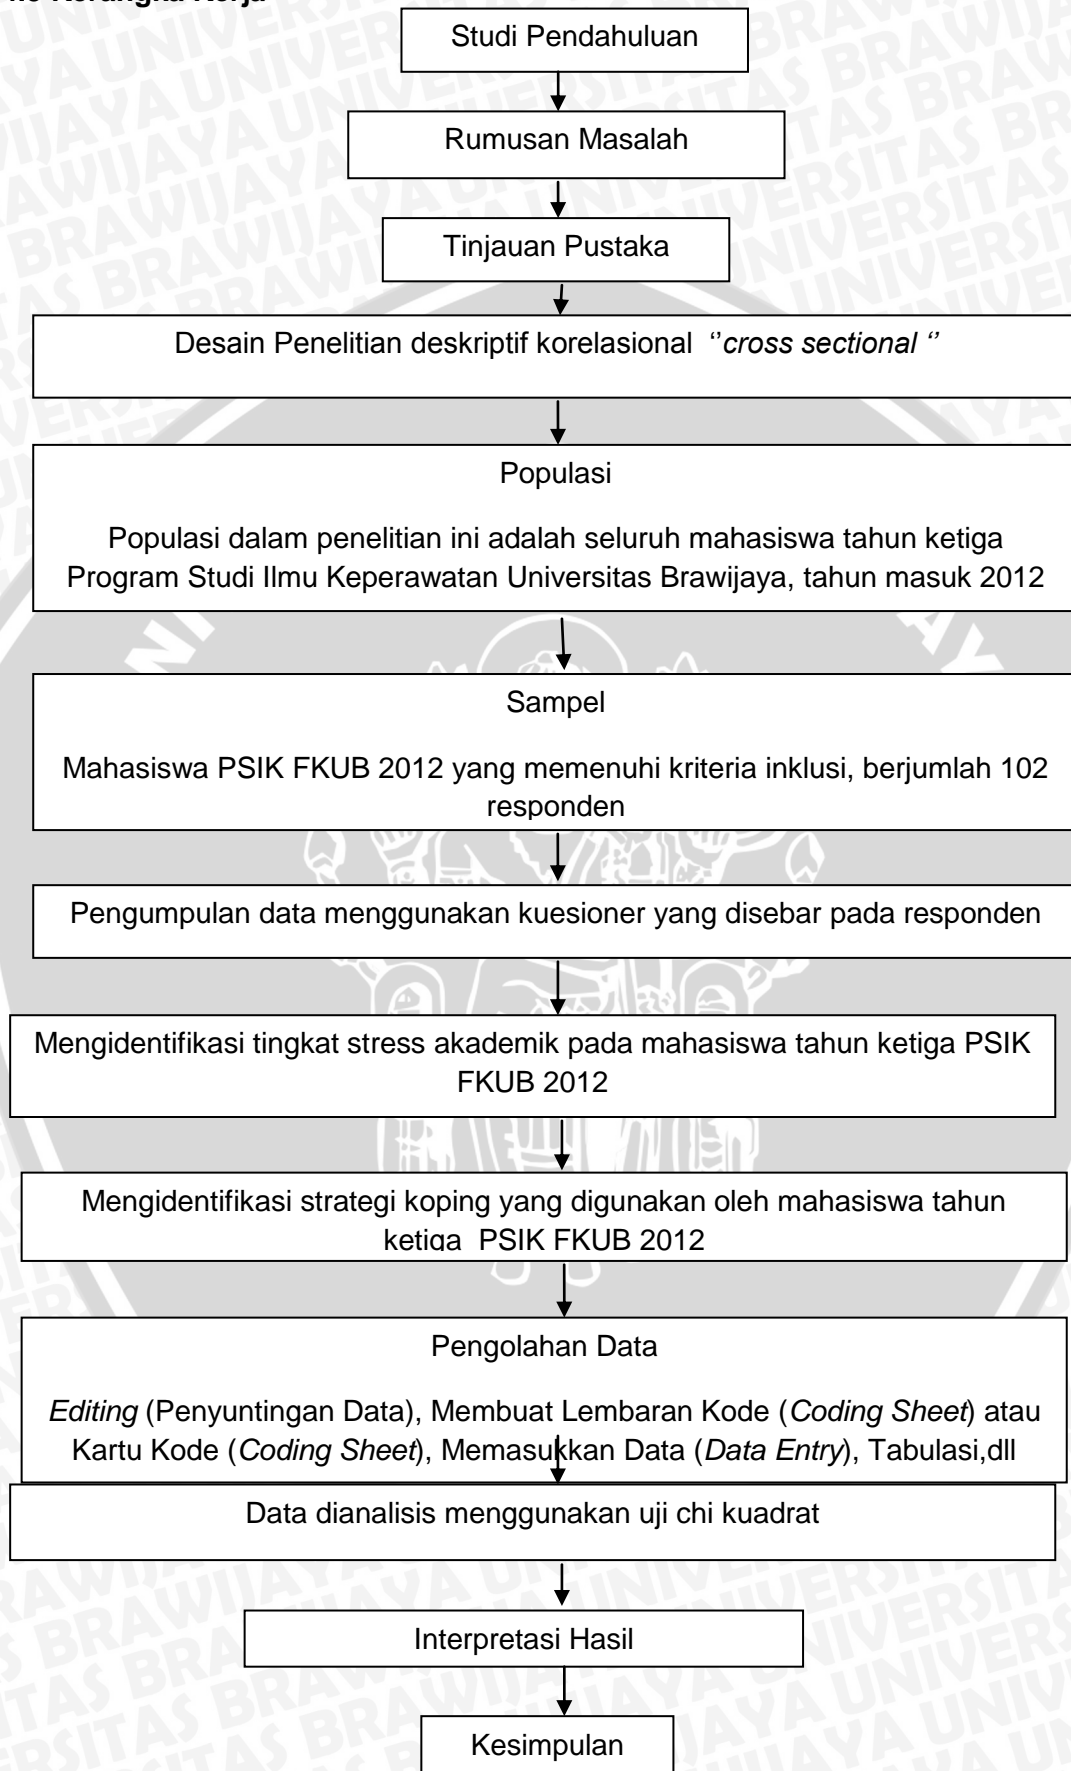 Kerangka Kerja
Studi Pendahuluan
Rumusan Masalah
Tinjauan Pustaka
Desain Penelitian deskriptif korelasional ‘’cross sectional ‘’
Populasi
Populasi dalam penelitian ini adalah seluruh mahasiswa tahun ketiga
Program Studi Ilmu Keperawatan Universitas Brawijaya, tahun masuk 2012
Sampel
Mahasiswa PSIK FKUB 2012 yang memenuhi kriteria inklusi, berjumlah 102
responden
Pengumpulan data menggunakan kuesioner yang disebar pada responden
Mengidentifikasi tingkat stress akademik pada mahasiswa tahun ketiga PSIK
FKUB 2012
Mengidentifikasi strategi koping yang digunakan oleh mahasiswa tahun
ketiga PSIK FKUB 2012
Pengolahan Data
Editing (Penyuntingan Data), Membuat Lembaran Kode (Coding Sheet) atau
Kartu Kode (Coding Sheet), Memasukkan Data (Data Entry), Tabulasi,dll
Data dianalisis menggunakan uji chi kuadrat
Interpretasi Hasil
Kesimpulan